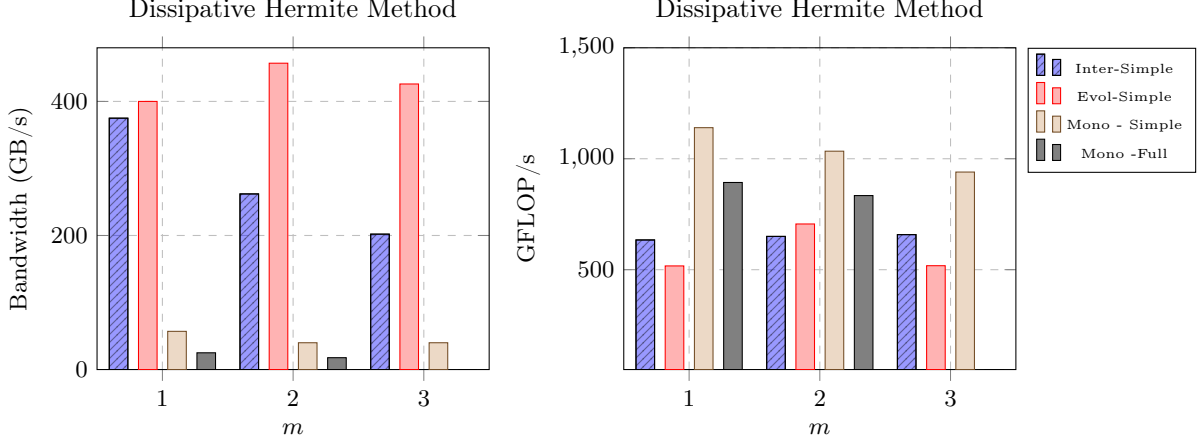 Dissipative Hermite Method
Bandwidth (GB/s)
400
200
0
1 2 3
m
Dissipative Hermite Method
GFLOP/s
1,500
1,000
500
1 2 3
m
Inter-Simple
Evol-Simple
Mono - Simple
Mono -Full